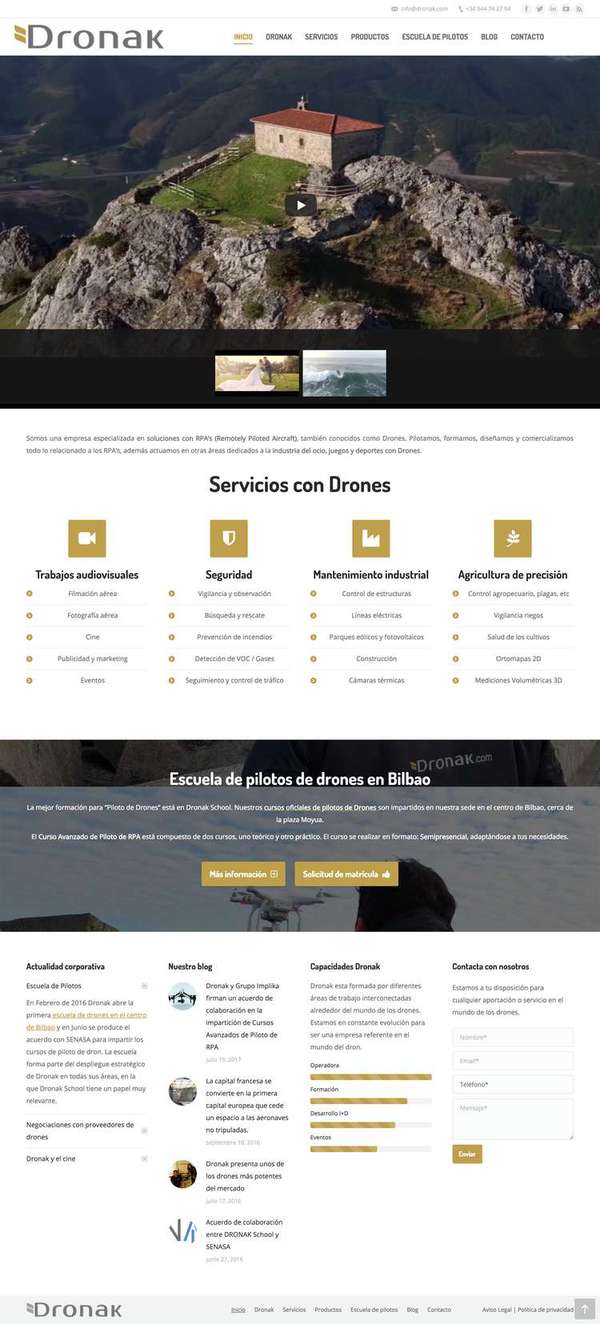 info@dronak.com +34 944 74 27 94
Dronak
INICIO DRONAK SERVICIOS PRODUCTOS ESCUELA DE PILOTOS BLOG CONTACTO
Somos una empresa especializada en soluciones con RPA's (Remotely Piloted Aircraft), también conocidos como Drones. Pilotamos, formamos, diseñamos y comercializamos
todo lo relacionado a los RPA's, además actuamos en otras áreas dedicados a la industria del ocio, juegos y deportes con Drones.
Servicios con Drones
Trabajos audiovisuales
Filmación aérea
Fotografía aérea
Cine
Publicidad y marketing
Eventos
Seguridad
Vigilancia y observación
Búsqueda y rescate
Prevención de incendios
Detección de VOC / Gases
Seguimiento y control de tráfico
Mantenimiento industrial
Control de estructuras
Líneas eléctricas
Parques eólicos y fotovoltaicos
Construcción
Cámaras térmicas
Agricultura de precisión
Control agropecuario, plagas, etc
Vigilancia riegos
Salud de los cultivos
Ortomapas 2D
Mediciones Volumétricas 3D
Dronak.com
Escuela de pilotos de drones en Bilbao
La mejor formación para "Piloto de Drones" está en Dronak School. Nuestros cursos oficiales de pilotos de Drones son impartidos en nuestra sede en el centro de Bilbao, cerca de
la plaza Moyua.
El Curso Avanzado de Piloto de RPA está compuesto de dos cursos, uno teórico y otro práctico. El curso se realizar en formato: Semipresencial, adaptándose a tus necesidades.
Más información
Solicitud de matrícula
Actualidad corporativa
Escuela de Pilotos
En Febrero de 2016 Dronak abre la
primera escuela de drones en el centro
de Bilbao y en Junio se produce el
acuerdo con SENASA para impartir los
cursos de piloto de dron. La escuela
forma parte del despliegue estratégico
de Dronak en todas sus áreas, en la
que Dronak School tiene un papel muy
relevante.
Negociaciones con proveedores de
drones
Dronak y el cine
Nuestro blog
Dronak y Grupo Implika
firman un acuerdo de
colaboración en la
impartición de Cursos
Avanzados de Piloto de
RPA
julio 19, 2017
La capital francesa se
convierte en la primera
capital europea que cede
un espacio a las aeronaves
no tripuladas.
septiembre 16, 2016
Dronak presenta unos de
los drones más potentes
del mercado
julio 17, 2016
Acuerdo de colaboración
entre DRONAK School y
SENASA
junio 27, 2016
Capacidades Dronak
Dronak esta formada por diferentes
áreas de trabajo interconectadas
alrededor del mundo de los drones.
Estamos en constante evolución para
ser una empresa referente en el
mundo del dron.
Operadora
Formación
Desarrollo I+D
Eventos
Contacta con nosotros
Estamos a tu disposición para
cualquier aportación o servicio en el
mundo de los drones.
Nombre*
Email*
Teléfono*
Mensaje*
Enviar
Dronak
Inicio Dronak Servicios Productos Escuela de pilotos Blog Contacto
Aviso Legal | Política de privacidad